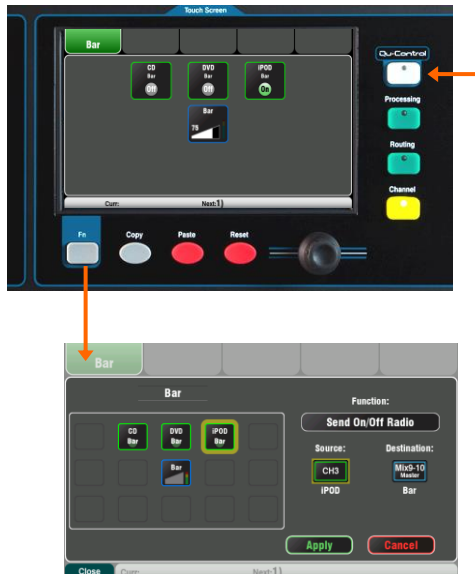 Touch Screen
Bar
Qu-Control
CD
Bar
Off
DVD
Bar
Off
iPOD
Bar
On
Bar
75
Processing
Routing
Channel
Curr:
Next:1)
Fn
Copy
Paste
Reset
Bar
Bar
Function:
Send On/Off Radio
CD
Bar
DVD
Bar
iPOD
Bar
Bar
Source:
Destination:
CH3
Mix9-10
Master
iPOD
Bar
Apply
Cancel
Close
Curr:
Next:1)